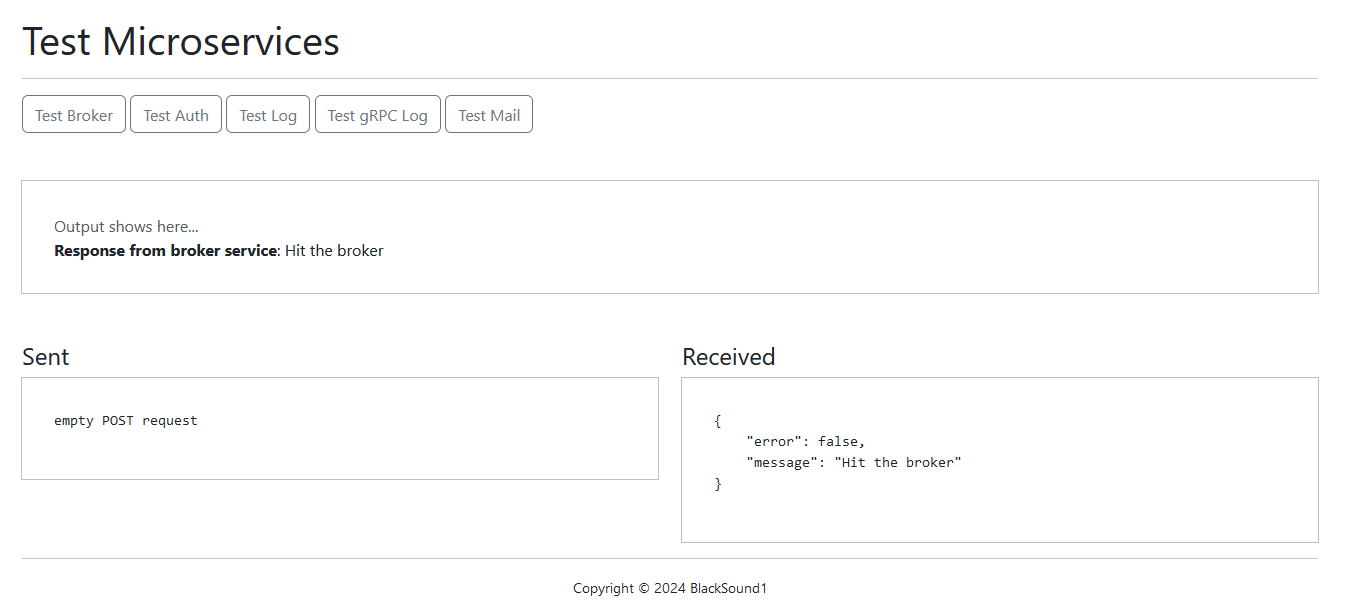 Test Microservices
Test Broker Test Auth Test Log Test gRPC Log Test Mail
Output shows here...
Response from broker service: Hit the broker
Sent
empty POST request
Received
{
    "error": false,
    "message": "Hit the broker"
}
Copyright © 2024 BlackSound1